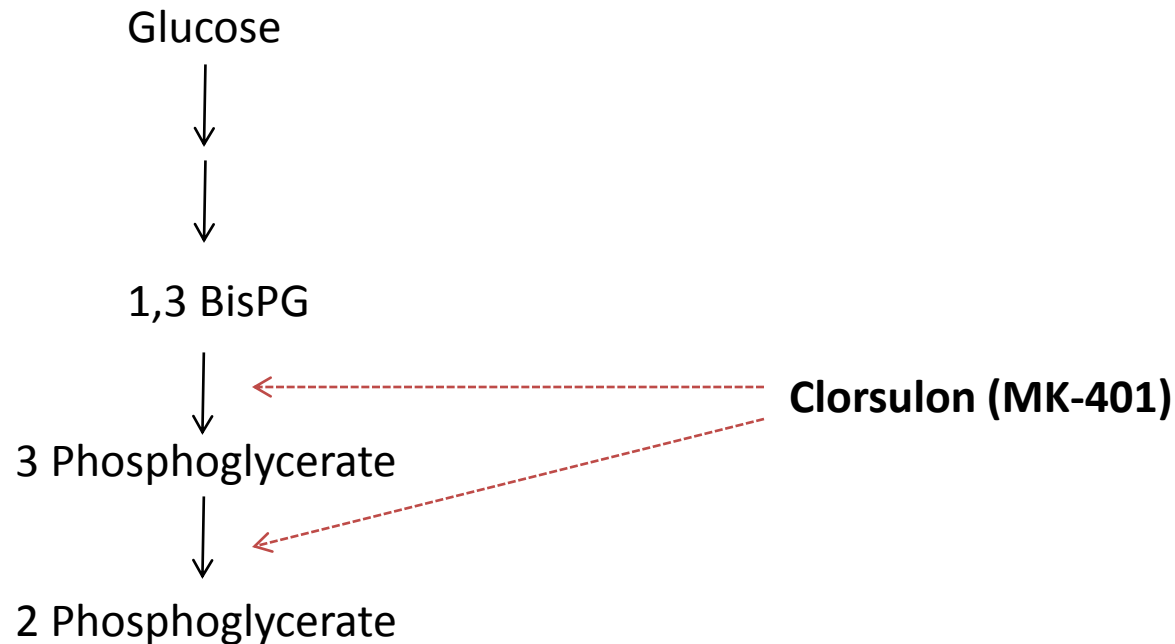 Glucose
1,3 BisPG
Clorsulon (MK-401)
3 Phosphoglycerate
2 Phosphoglycerate